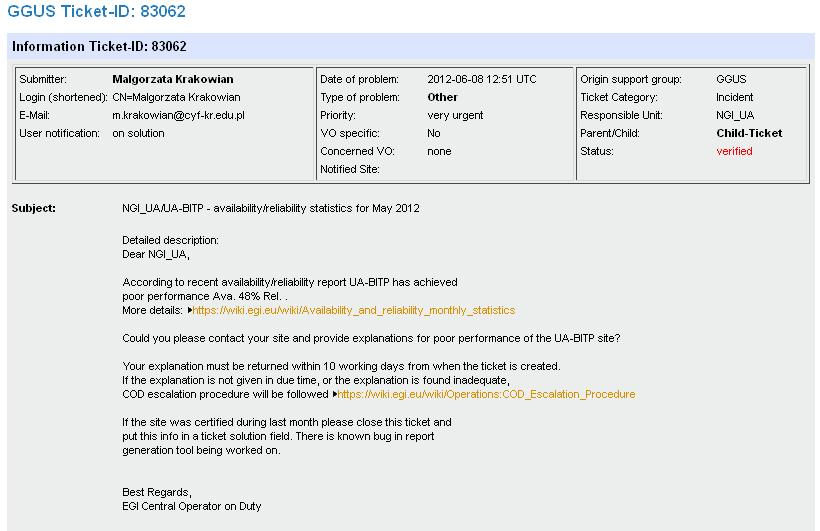 GGUS Ticket-ID: 83062
Information Ticket-ID: 83062
Submitter: Malgorzata Krakowian
Login (shortened): CN=Malgorzata Krakowian
E-Mail: m.krakowian@cyf-kr.edu.pl
User notification: on solution
Date of problem: 2012-06-08 12:51 UTC
Type of problem: Other
Priority: very urgent
VO specific: No
Concerned VO: none
Notified Site:
Origin support group: GGUS
Ticket Category: Incident
Responsible Unit: NGI_UA
Parent/Child: Child-Ticket
Status: verified
Subject: NGI_UA/UA-BITP - availability/reliability statistics for May 2012
Detailed description:
Dear NGI_UA,
According to recent availability/reliability report UA-BITP has achieved
poor performance Ava. 48% Rel. .
More details: https://wiki.egi.eu/wiki/Availability_and_reliability_monthly_statistics
Could you please contact your site and provide explanations for poor performance of the UA-BITP site?
Your explanation must be returned within 10 working days from when the ticket is created.
If the explanation is not given in due time, or the explanation is found inadequate,
COD escalation procedure will be followed https://wiki.egi.eu/wiki/Operations:COD_Escalation_Procedure
If the site was certified during last month please close this ticket and
put this info in a ticket solution field. There is known bug in report
generation tool being worked on.
Best Regards,
EGI Central Operator on Duty